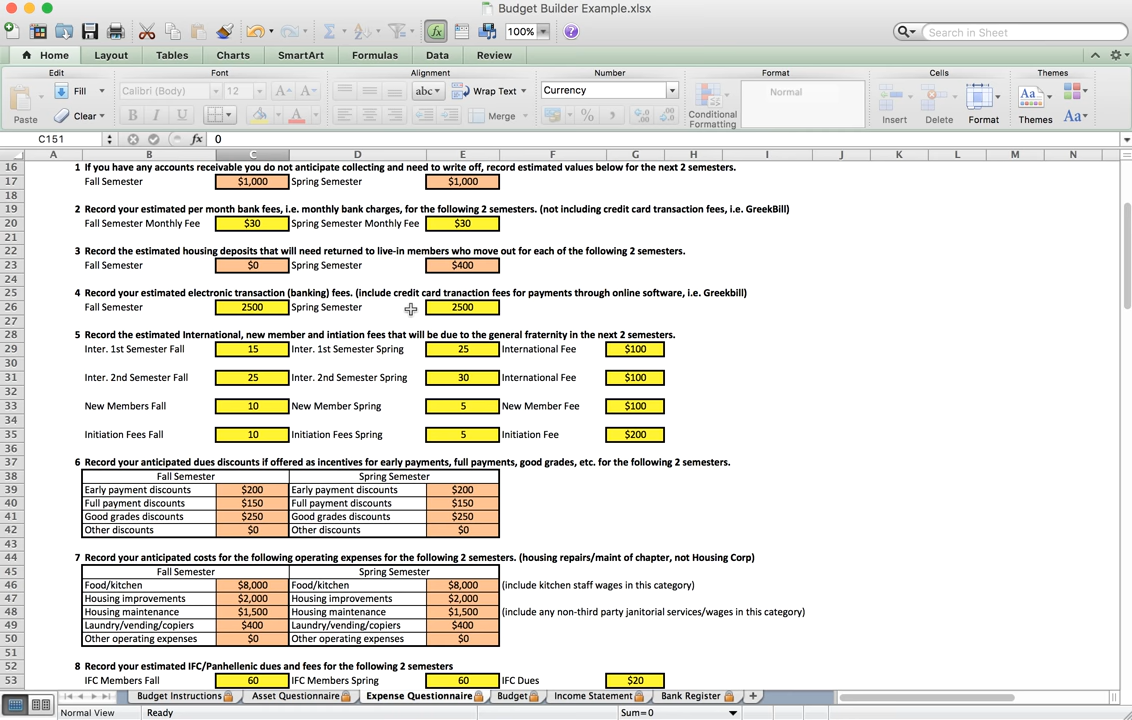 Budget Builder Example.xlsx
100%
Search in Sheet
Home Layout Tables Charts SmartArt Formulas Data Review
Edit Font Alignment Number Format Cells Themes
Paste Fill Clear Calibri (Body) 12 A A B I U A abc Wrap Text Merge Currency % Conditional Formatting Normal Insert Delete Format Themes Aa
C151 fx 0
A B C D E F G H I J K L M N
16 1 If you have any accounts receivable you do not anticipate collecting and need to write off, record estimated values below for the next 2 semesters.
17 Fall Semester $1,000 Spring Semester $1,000
18
19 2 Record your estimated per month bank fees, i.e. monthly bank charges, for the following 2 semesters. (not including credit card transaction fees, i.e. GreekBill)
20 Fall Semester Monthly Fee $30 Spring Semester Monthly Fee $30
21
22 3 Record the estimated housing deposits that will need returned to live-in members who move out for each of the following 2 semesters.
23 Fall Semester $0 Spring Semester $400
24
25 4 Record your estimated electronic transaction (banking) fees. (include credit card tranaction fees for payments through online software, i.e. Greekbill)
26 Fall Semester 2500 Spring Semester 2500
27
28 5 Record the estimated International, new member and intiation fees that will be due to the general fraternity in the next 2 semesters.
29 Inter. 1st Semester Fall 15 Inter. 1st Semester Spring 25 International Fee $100
30
31 Inter. 2nd Semester Fall 25 Inter. 2nd Semester Spring 30 International Fee $100
32
33 New Members Fall 10 New Member Spring 5 New Member Fee $100
34
35 Initiation Fees Fall 10 Initiation Fees Spring 5 Initiation Fee $200
36
37 6 Record your anticipated dues discounts if offered as incentives for early payments, full payments, good grades, etc. for the following 2 semesters.
38 Fall Semester Spring Semester
39 Early payment discounts $200 Early payment discounts $200
40 Full payment discounts $150 Full payment discounts $150
41 Good grades discounts $250 Good grades discounts $250
42 Other discounts $0 Other discounts $0
43
44 7 Record your anticipated costs for the following operating expenses for the following 2 semesters. (housing repairs/maint of chapter, not Housing Corp)
45 Fall Semester Spring Semester
46 Food/kitchen $8,000 Food/kitchen $8,000 (include kitchen staff wages in this category)
47 Housing improvements $2,000 Housing improvements $2,000
48 Housing maintenance $1,500 Housing maintenance $1,500 (include any non-third party janitorial services/wages in this category)
49 Laundry/vending/copiers $400 Laundry/vending/copiers $400
50 Other operating expenses $0 Other operating expenses $0
51
52 8 Record your estimated IFC/Panhellenic dues and fees for the following 2 semesters
53 IFC Members Fall 60 IFC Members Spring 60 IFC Dues $20
Budget Instructions Asset Questionnaire Expense Questionnaire Budget Income Statement Bank Register
Normal View Ready Sum=0